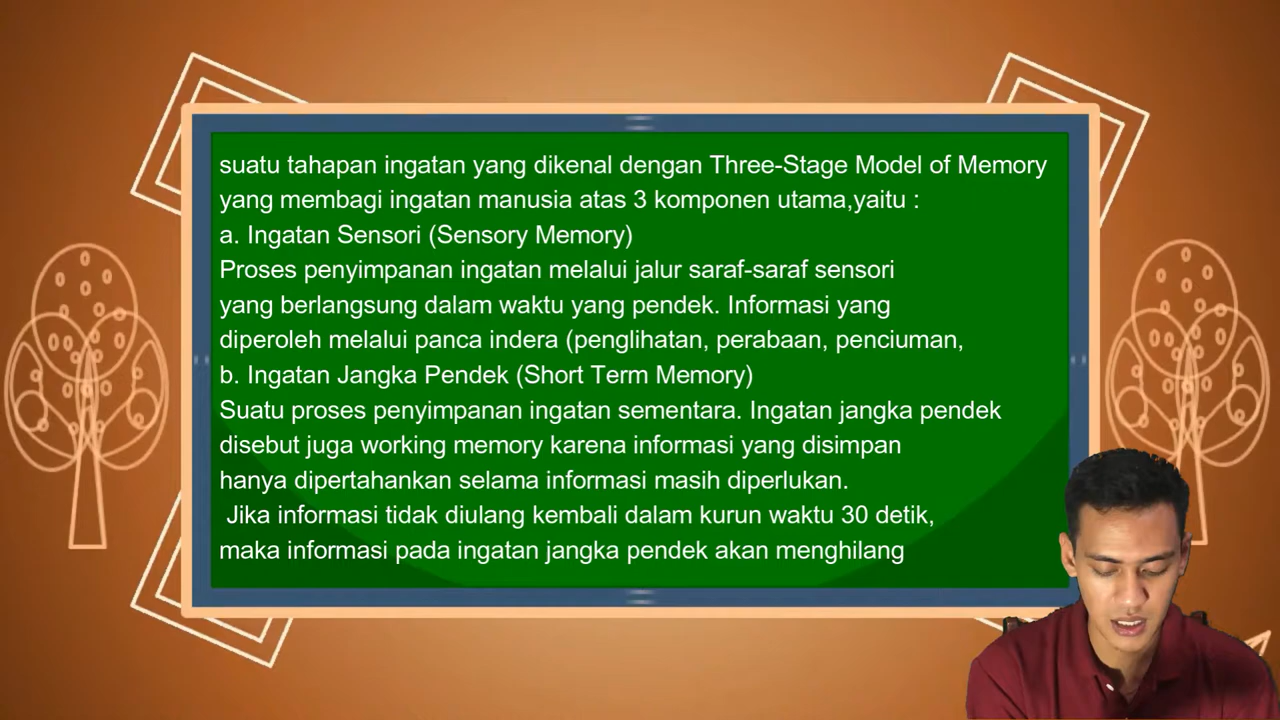 suatu tahapan ingatan yang dikenal dengan Three-Stage Model of Memory
yang membagi ingatan manusia atas 3 komponen utama,yaitu :
a. Ingatan Sensori (Sensory Memory)
Proses penyimpanan ingatan melalui jalur saraf-saraf sensori
yang berlangsung dalam waktu yang pendek. Informasi yang
diperoleh melalui panca indera (penglihatan, perabaan, penciuman,
b. Ingatan Jangka Pendek (Short Term Memory)
Suatu proses penyimpanan ingatan sementara. Ingatan jangka pendek
disebut juga working memory karena informasi yang disimpan
hanya dipertahankan selama informasi masih diperlukan.
Jika informasi tidak diulang kembali dalam kurun waktu 30 detik,
maka informasi pada ingatan jangka pendek akan menghilang